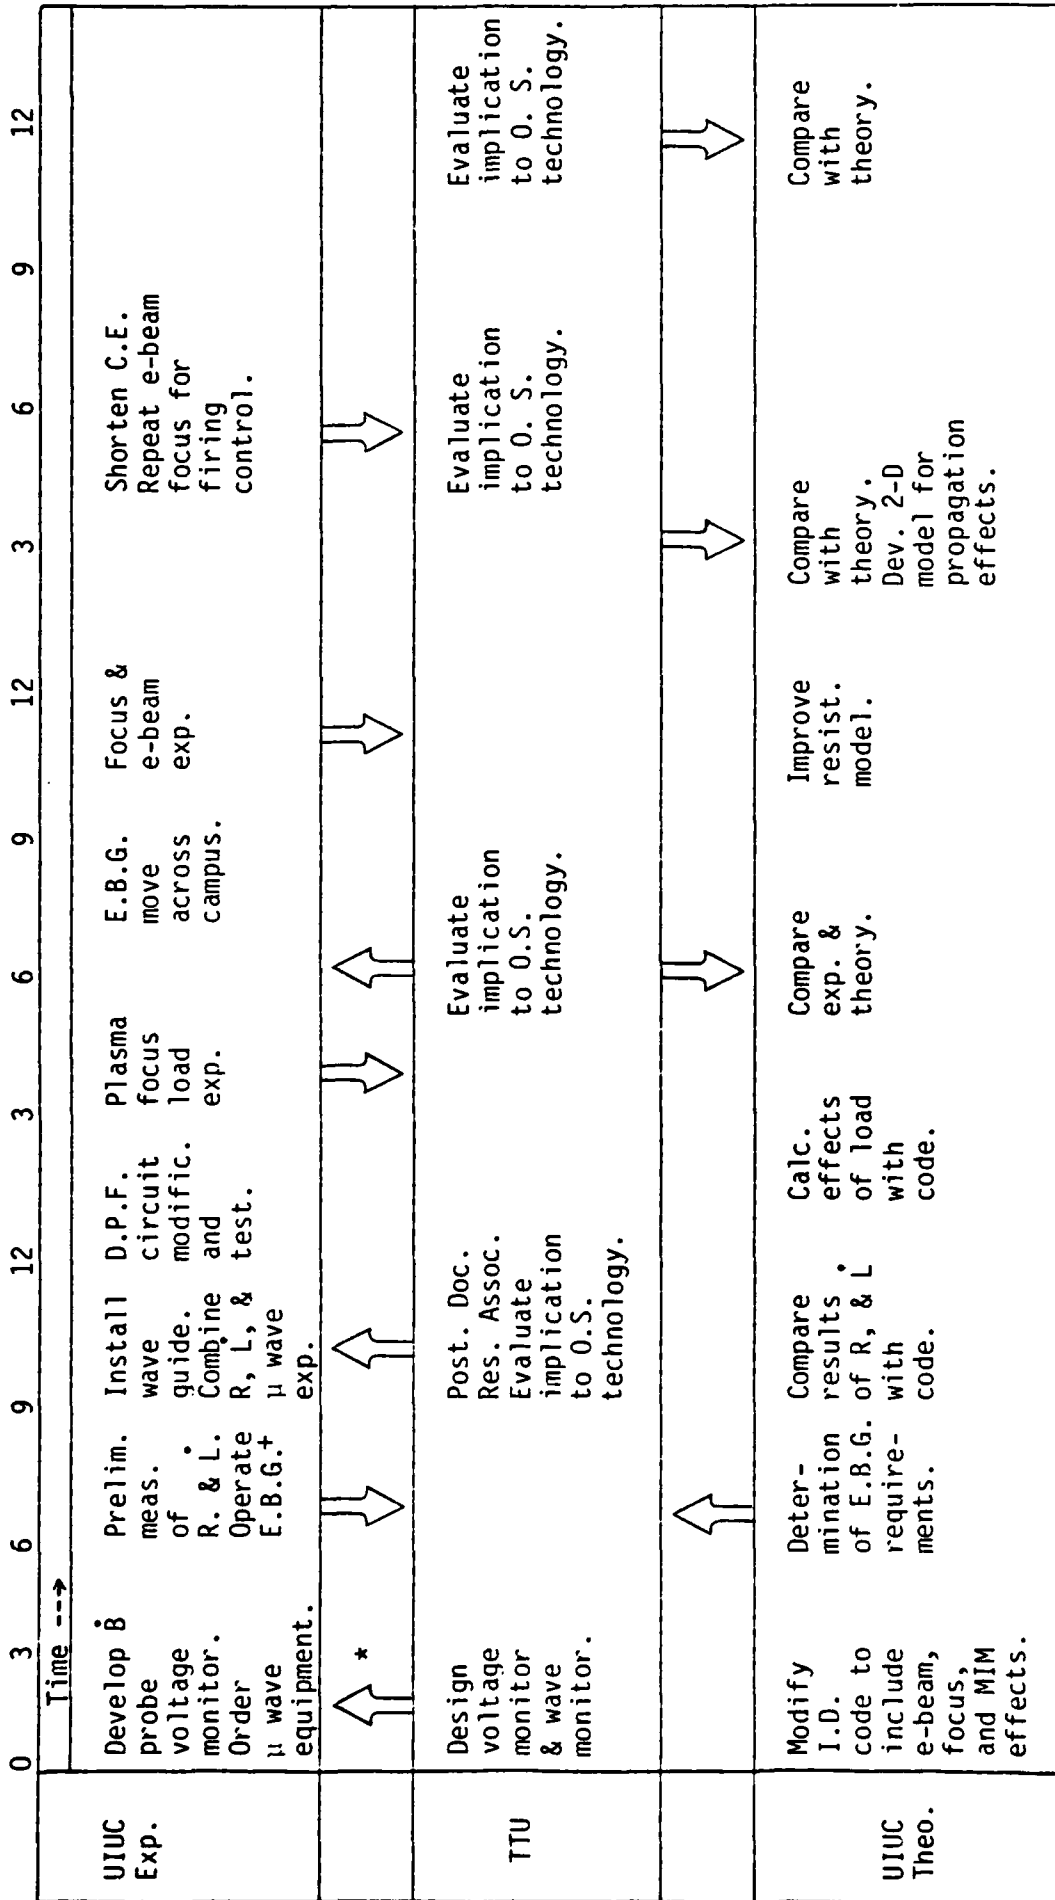 0 3 6 9 12 3 6 9 12 3 6 9 12
Time --->
UIUC
Exp.
Develop Ḃ
probe
voltage
monitor.
Order
μ wave
equipment.
Prelim.
meas.
of
R. & L̇.
Operate
E.B.G.+
Install
wave
guide.
Combine
R, L̇, &
μ wave
exp.
D.P.F.
circuit
modific.
and
test.
Plasma
focus
load
exp.
E.B.G.
move
across
campus.
Focus &
e-beam
exp.
Shorten C.E.
Repeat e-beam
focus for
firing
control.
*
TTU
Design
voltage
monitor
& wave
monitor.
Post. Doc.
Res. Assoc.
Evaluate
implication
to O.S.
technology.
Evaluate
implication
to O.S.
technology.
Evaluate
implication
to O. S.
technology.
Evaluate
implication
to O. S.
technology.
UIUC
Theo.
Modify
I.D.
code to
include
e-beam,
focus,
and MIM
effects.
Deter-
mination
of E.B.G.
require-
ments.
Compare
results
of R, & L̇
with
code.
Calc.
effects
of load
with
code.
Compare
exp. &
theory.
Improve
resist.
model.
Compare
with
theory.
Dev. 2-D
model for
propagation
effects.
Compare
with
theory.